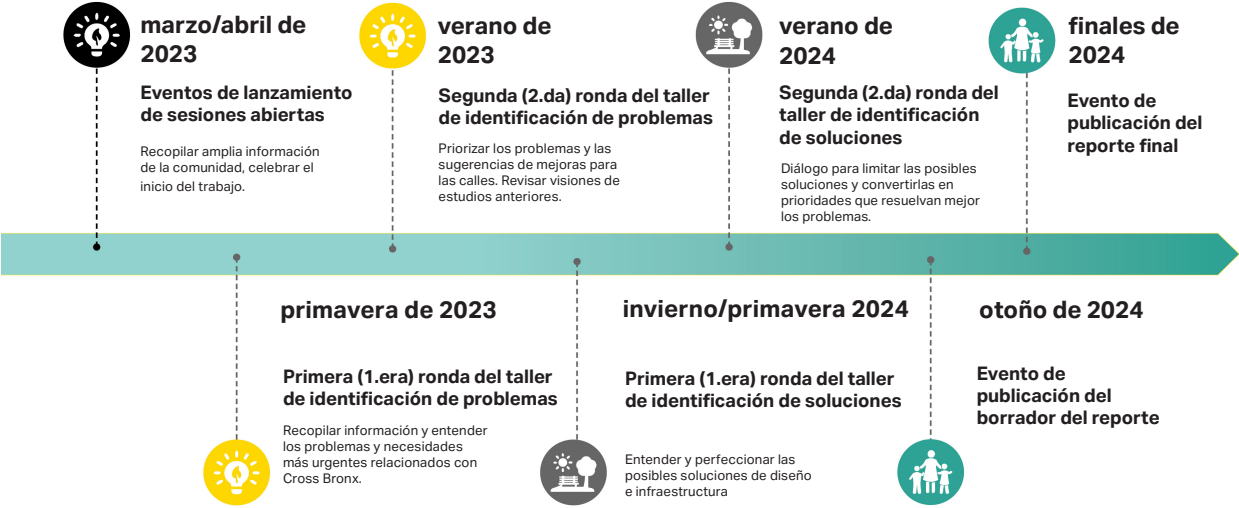 marzo/abril de
2023
Eventos de lanzamiento
de sesiones abiertas
Recopilar amplia información
de la comunidad, celebrar el
inicio del trabajo.
verano de
2023
Segunda (2.da) ronda del taller
de identificación de problemas
Priorizar los problemas y las
sugerencias de mejoras para
las calles. Revisar visiones de
estudios anteriores.
verano de
2024
Segunda (2.da) ronda del
taller de identificación
de soluciones
Diálogo para limitar las posibles
soluciones y convertirlas en
prioridades que resuelvan mejor
los problemas.
finales de
2024
Evento de
publicación del
reporte final
primavera de 2023
Primera (1.era) ronda del taller
de identificación de problemas
Recopilar información y entender
los problemas y necesidades
más urgentes relacionados con
Cross Bronx.
invierno/primavera 2024
Primera (1.era) ronda del taller
de identificación de soluciones
Entender y perfeccionar las
posibles soluciones de diseño
e infraestructura
otoño de 2024
Evento de
publicación del
borrador del reporte